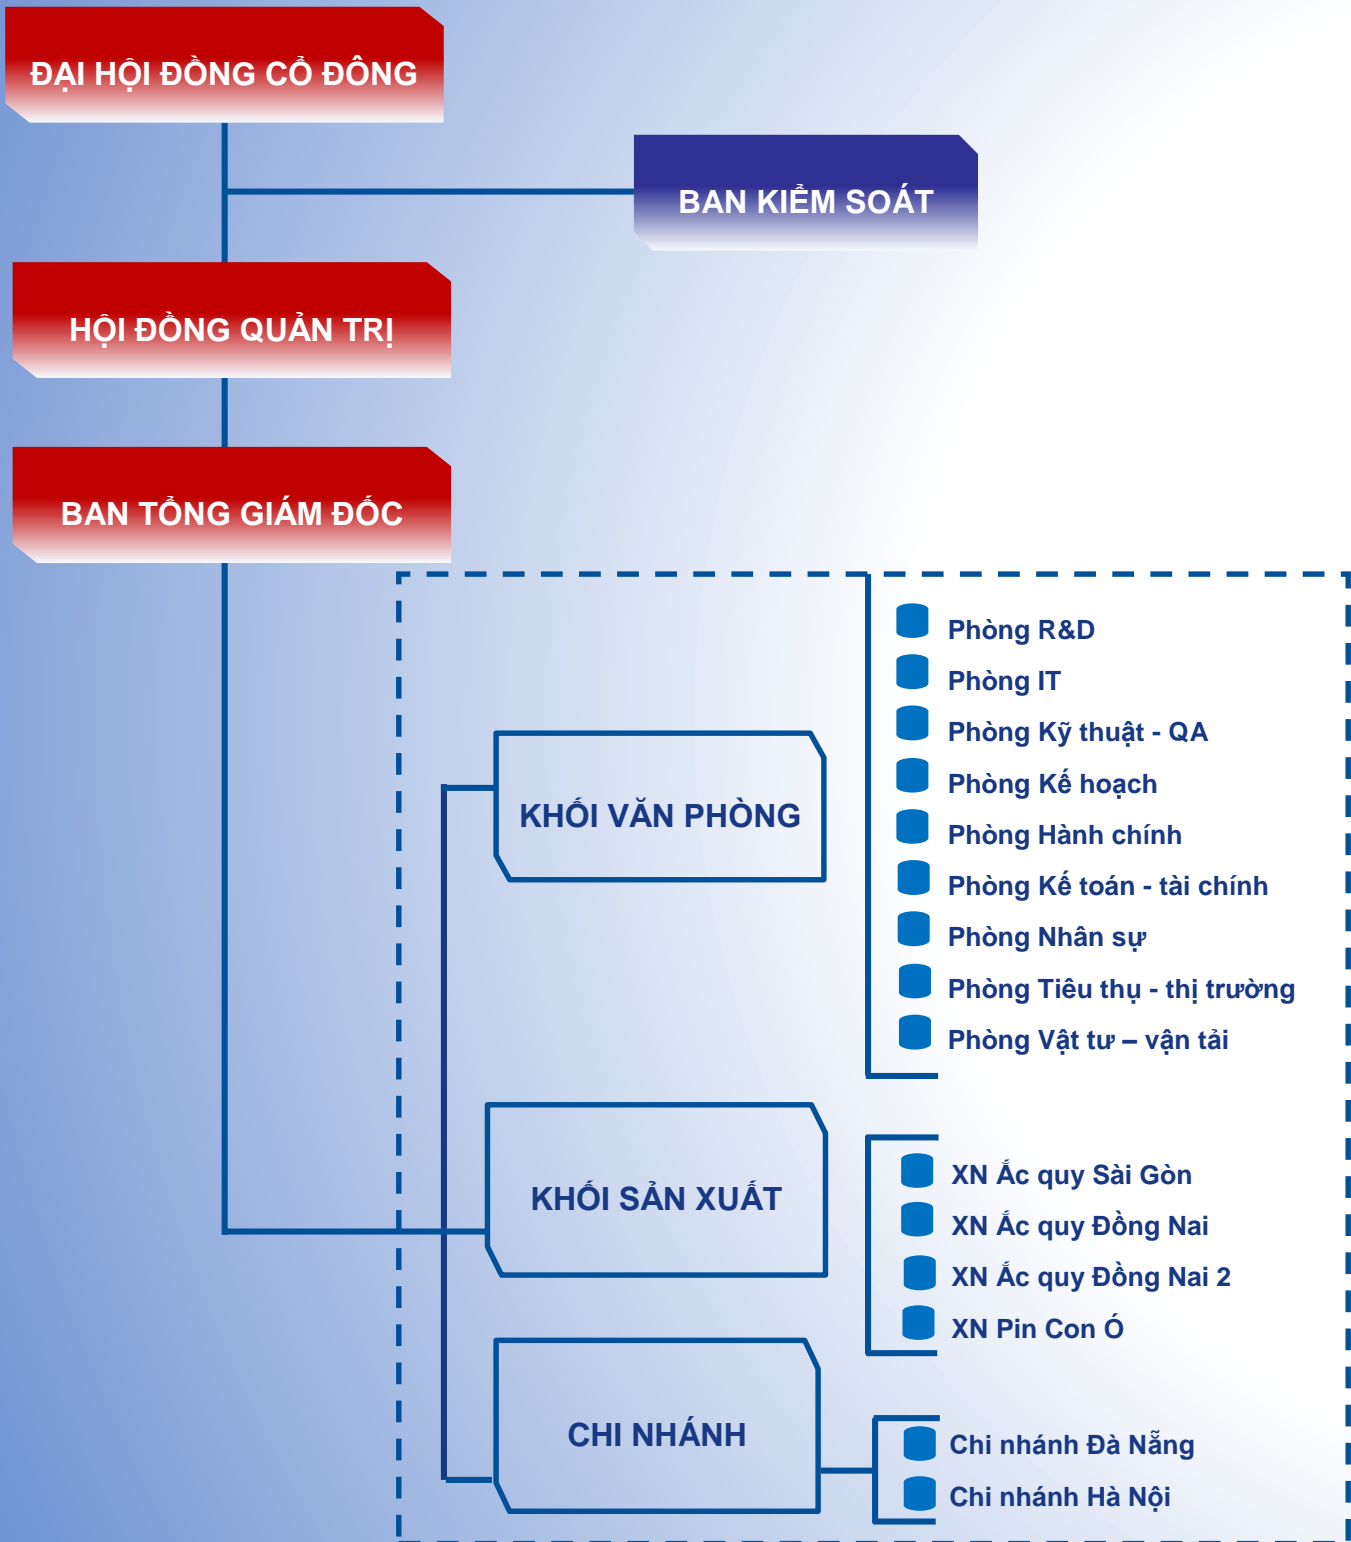 ĐẠI HỘI ĐỒNG CỔ ĐÔNG
BAN KIỂM SOÁT
HỘI ĐỒNG QUẢN TRỊ
BAN TỔNG GIÁM ĐỐC
KHỐI VĂN PHÒNG
Phòng R&D
Phòng IT
Phòng Kỹ thuật - QA
Phòng Kế hoạch
Phòng Hành chính
Phòng Kế toán - tài chính
Phòng Nhân sự
Phòng Tiêu thụ - thị trường
Phòng Vật tư – vận tải
KHỐI SẢN XUẤT
XN Ắc quy Sài Gòn
XN Ắc quy Đồng Nai
XN Ắc quy Đồng Nai 2
XN Pin Con Ó
CHI NHÁNH
Chi nhánh Đà Nẵng
Chi nhánh Hà Nội